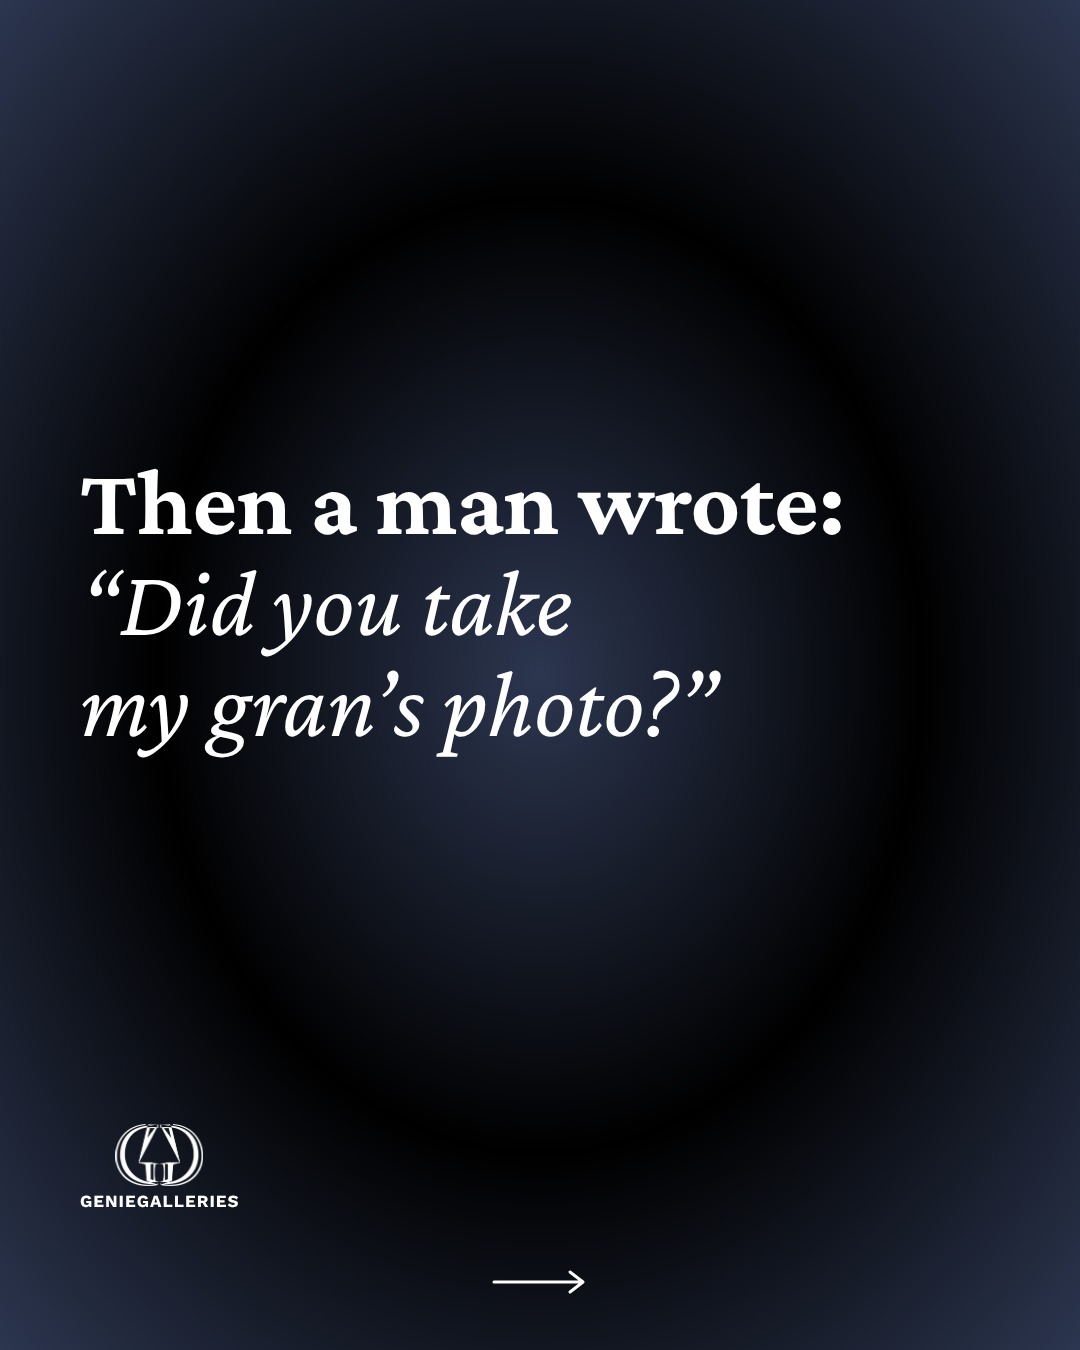 Then a man wrote:
“Did you take
my gran’s photo?”
GENIEGALLERIES